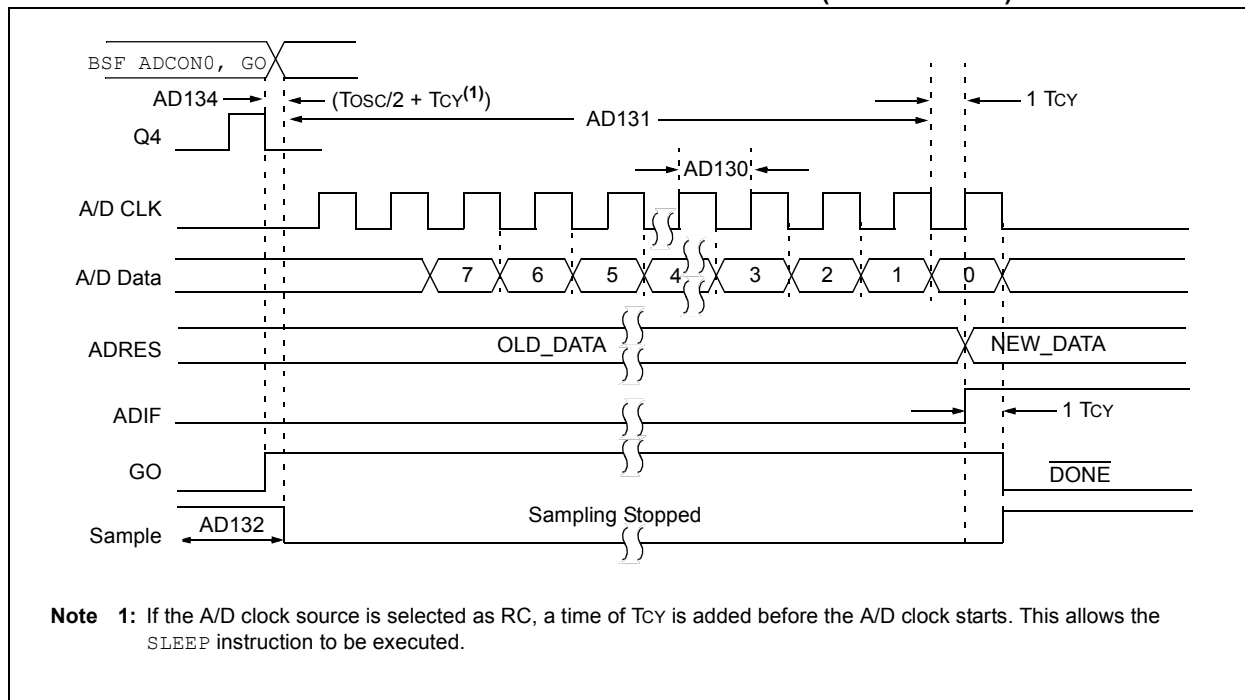 BSF ADCON0, GO
AD134
(TOSC/2 + TCY(1))
1 TCY
AD131
Q4
AD130
A/D CLK
A/D Data
7
6
5
4
3
2
1
0
ADRES
OLD_DATA
NEW_DATA
ADIF
1 TCY
GO
DONE
Sample
AD132
Sampling Stopped
Note 1: If the A/D clock source is selected as RC, a time of TCY is added before the A/D clock starts. This allows the
SLEEP instruction to be executed.